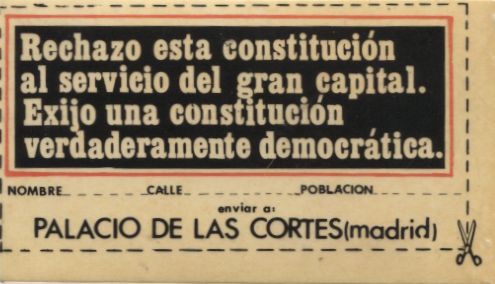 Rechazo esta constitución
al servicio del gran capital.
Exijo una constitución
verdaderamente democrática.
NOMBRE CALLE POBLACION
enviar a:
PALACIO DE LAS CORTES(madrid)